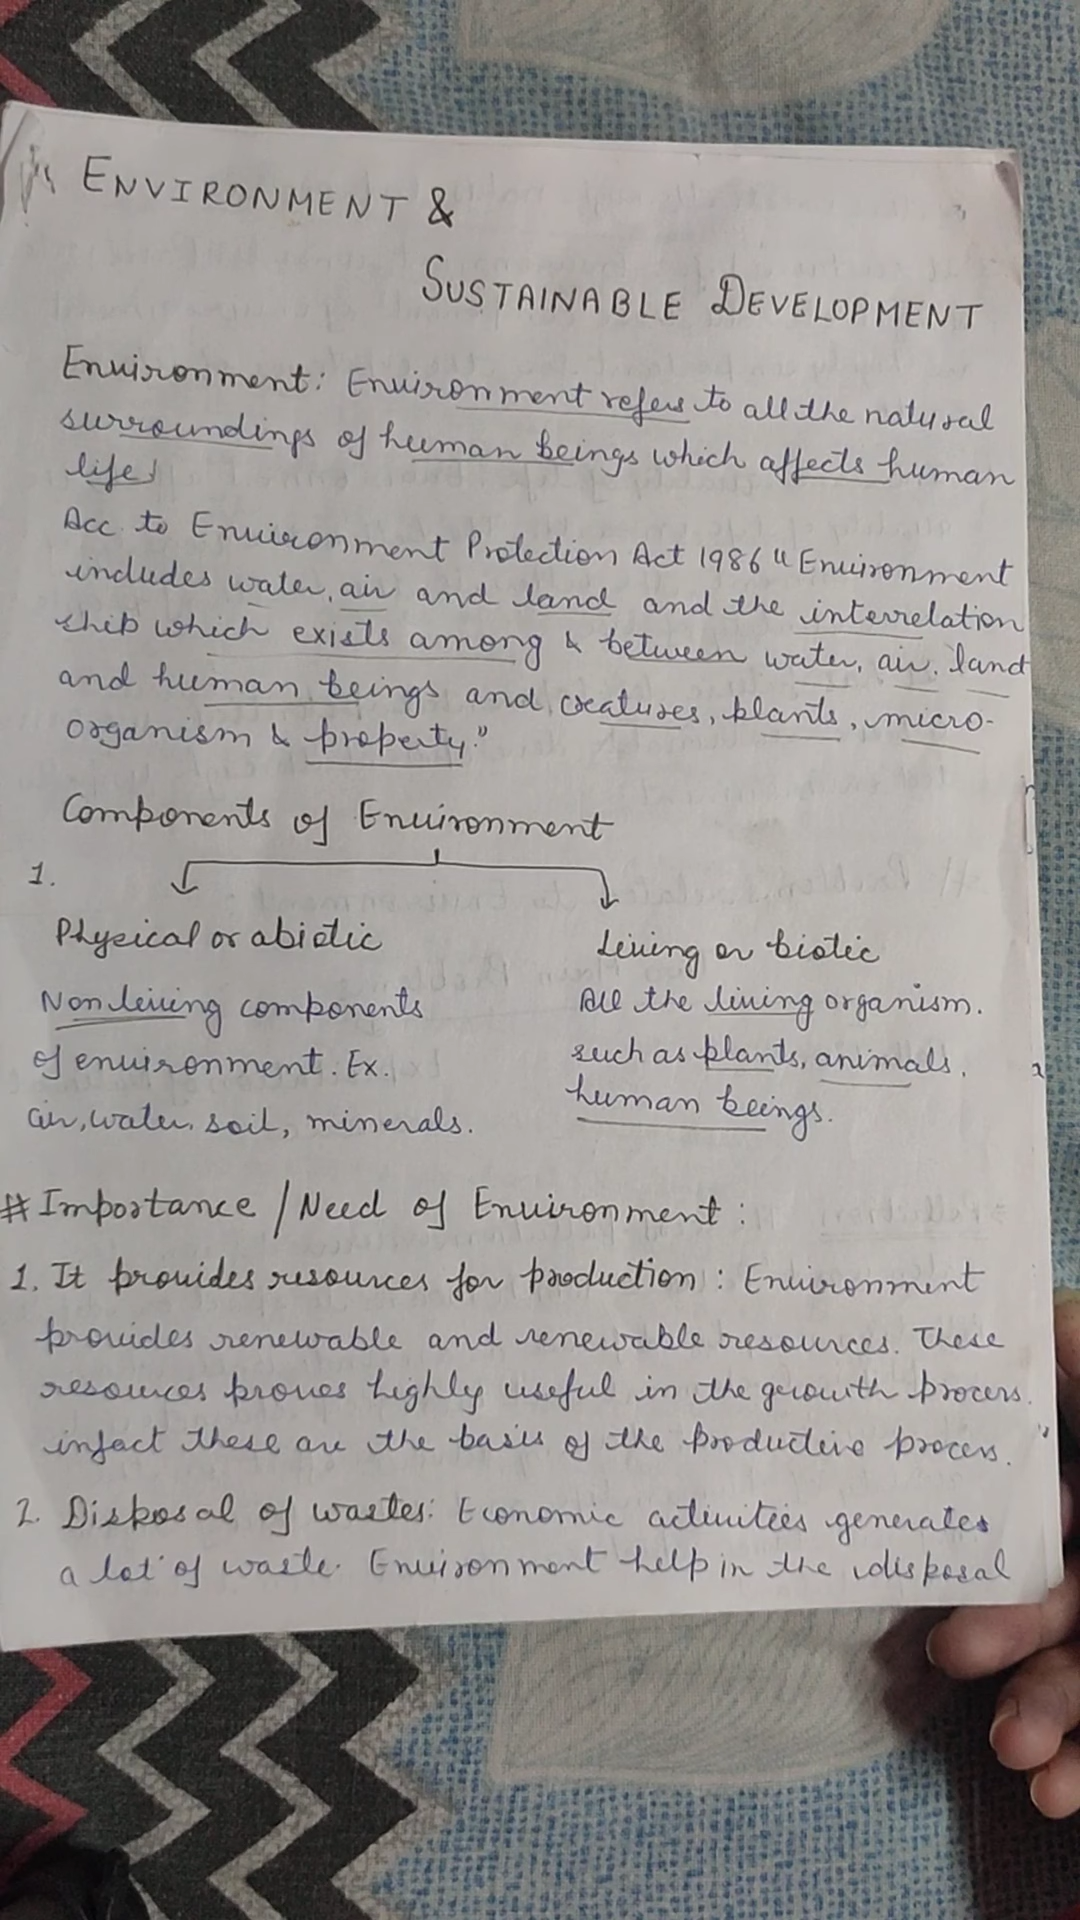 ENVIRONMENT &
SUSTAINABLE DEVELOPMENT
Environment: Environment refers to all the natural
surroundings of human beings which affects human
life.
Acc. to Environment Protection Act 1986 "Environment
includes water, air and land and the interrelation
ship which exists among & between water, air, land
and human beings and creatures, plants, micro-
organism & property."
Components of Environment
1.
Physical or abiotic
Living or biotic
Non living components
of environment. Ex.
air, water, soil, minerals.
All the living organism.
such as plants, animals,
human beings.
# Importance / Need of Environment :
1. It provides resources for production : Environment
provides renewable and renewable resources. These
resources proves highly useful in the growth process.
infact these are the basis of the productive process.
2. Disposal of wastes: Economic activities generates
a lot of waste. Environment help in the disposal